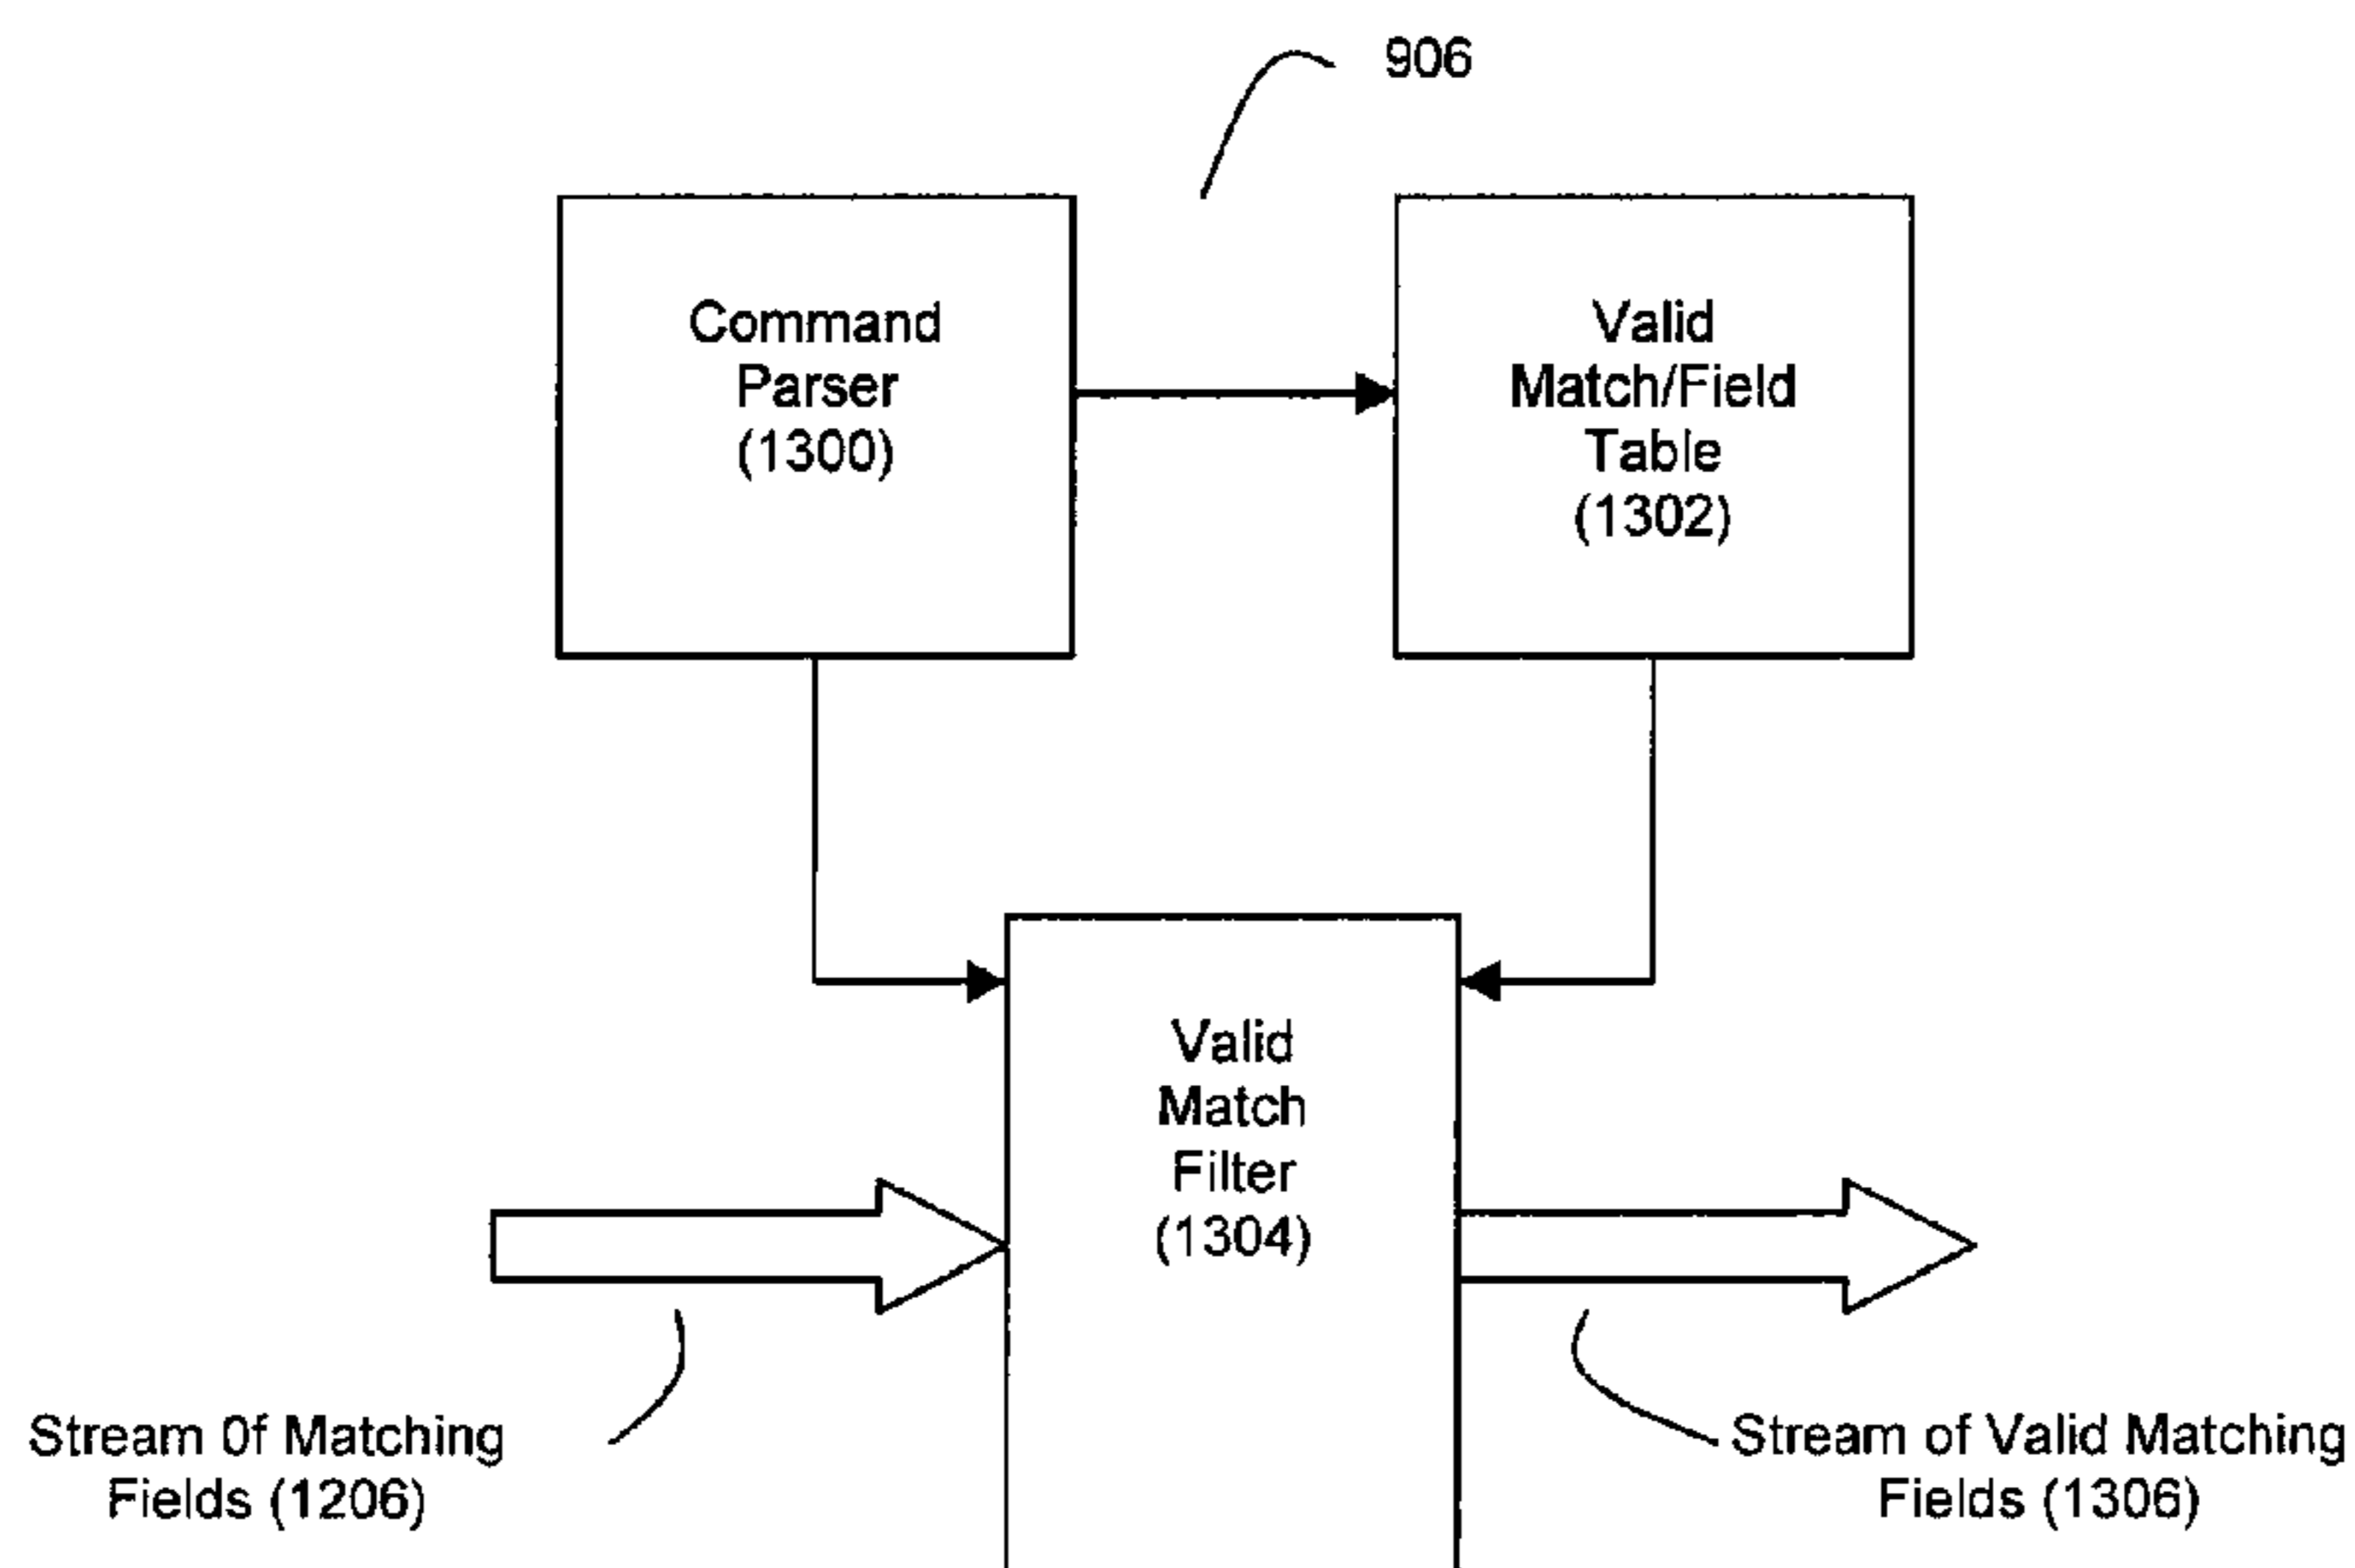 906
Command
Parser
(1300)
Valid
Match/Field
Table
(1302)
Valid
Match
Filter
(1304)
Stream 0f Matching
Fields (1206)
Stream of Valid Matching
Fields (1306)